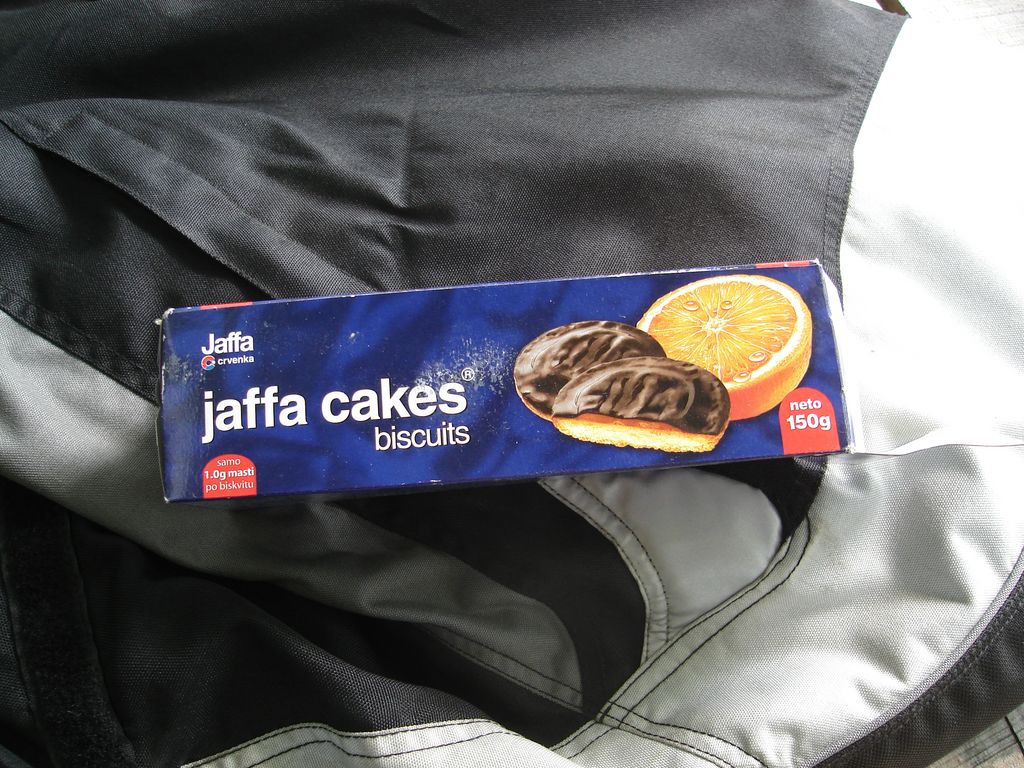 Jaffa
crvenka
jaffa cakes®
biscuits
samo
1.0g masti
po biskvitu
neto
150g